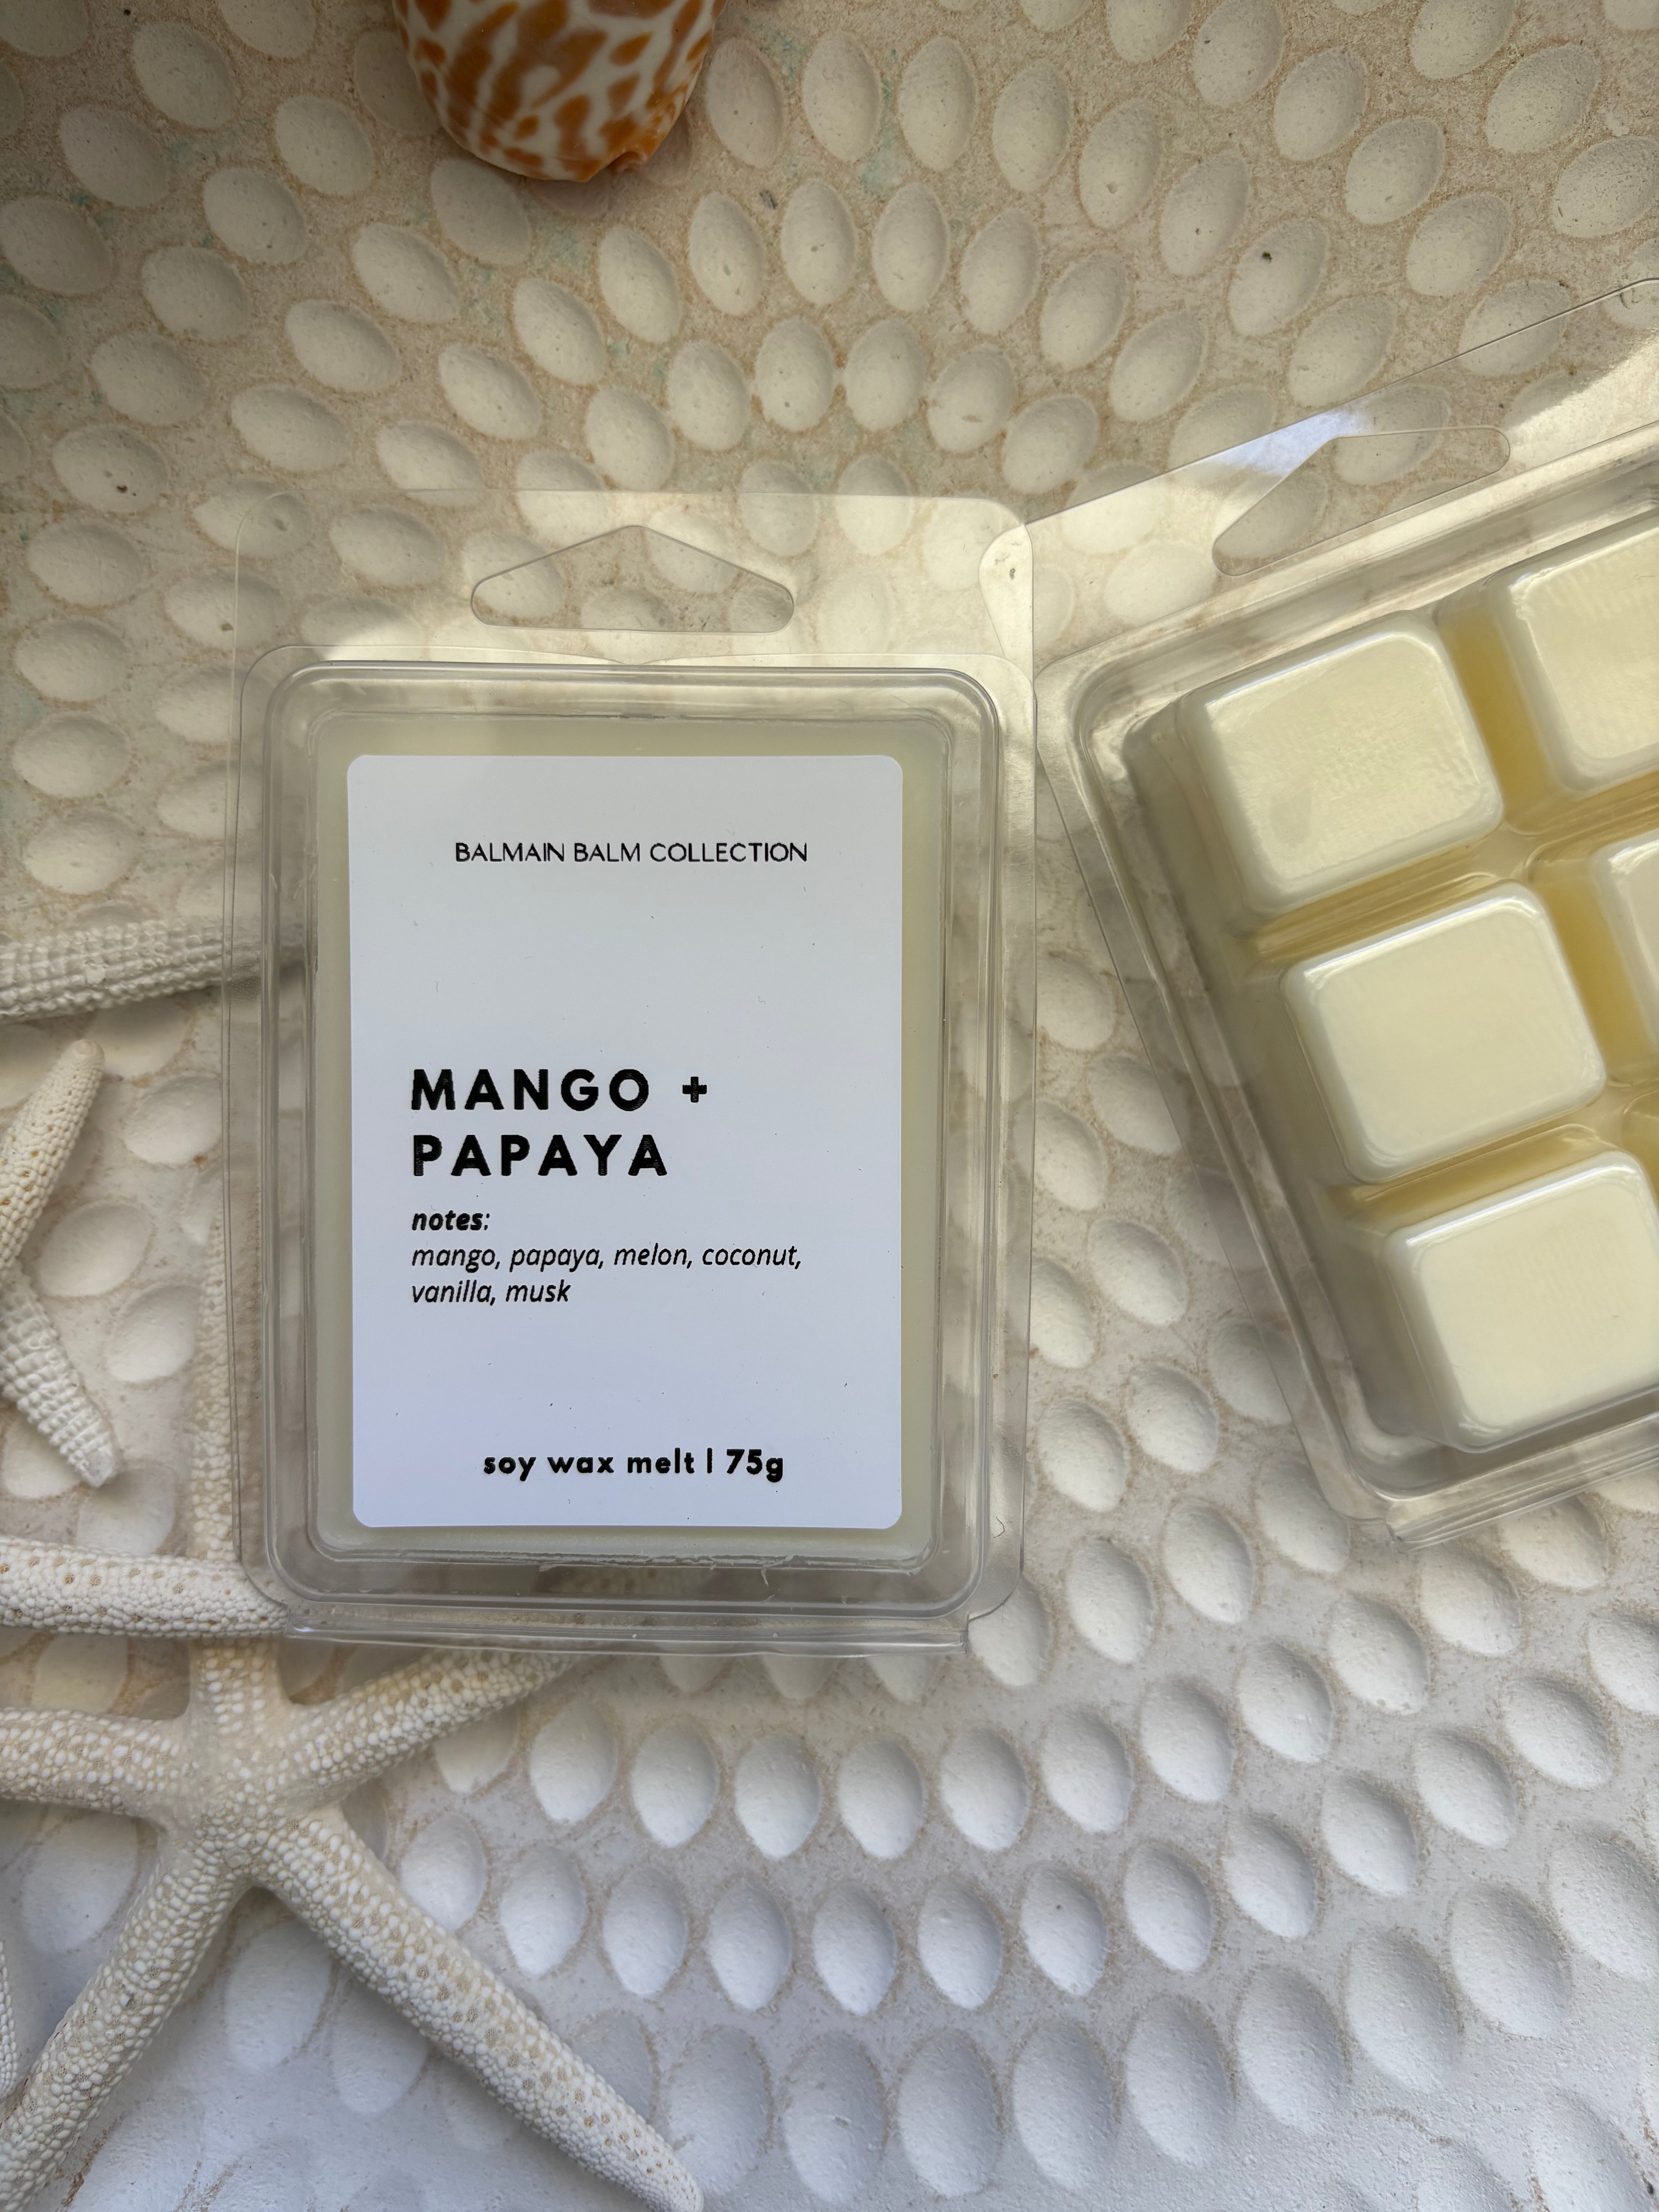 BALMAIN BALM COLLECTION
MANGO +
PAPAYA
notes:
mango, papaya, melon, coconut,
vanilla, musk
soy wax melt | 75g